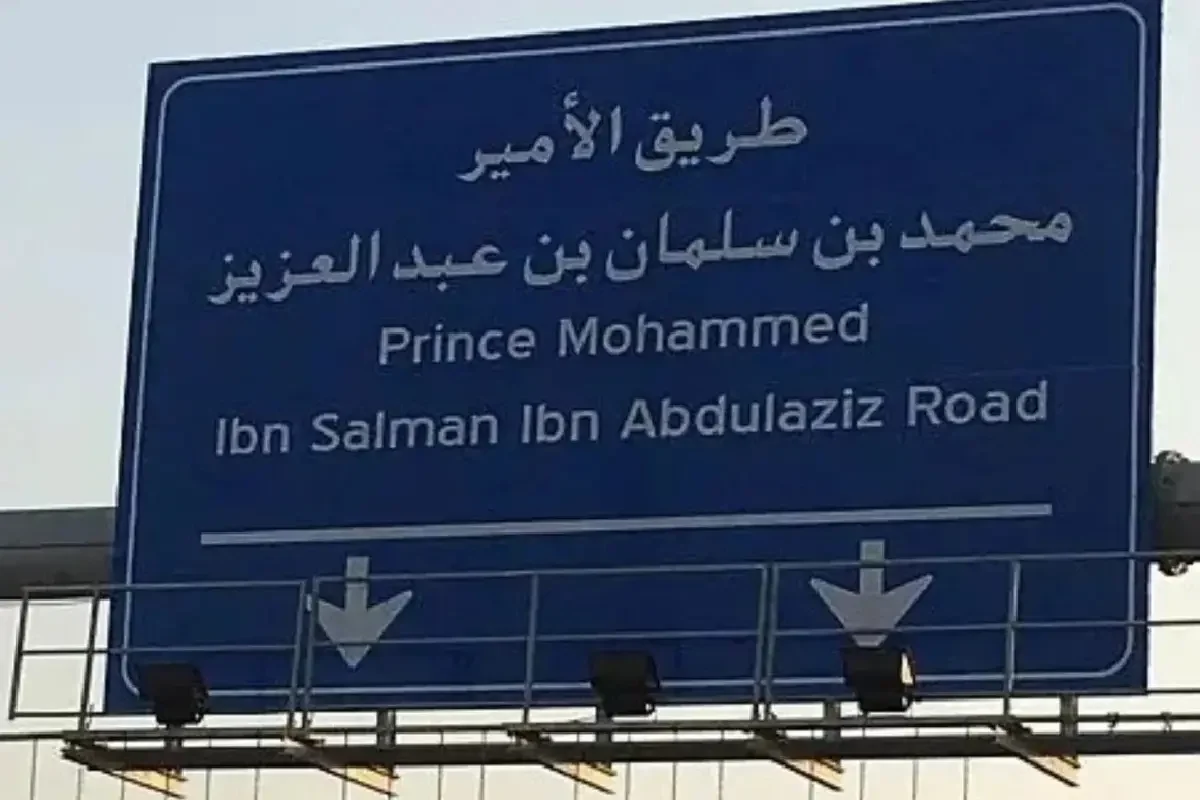 طريق الأمير
محمد بن سلمان بن عبد العزيز
Prince Mohammed
Ibn Salman Ibn Abdulaziz Road